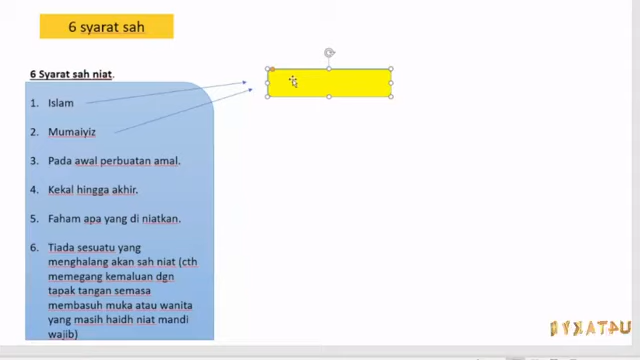 6 syarat sah
6 Syarat sah niat.
1. Islam
2. Mumaiyiz
3. Pada awal perbuatan amal.
4. Kekal hingga akhir.
5. Faham apa yang di niatkan.
6. Tiada sesuatu yang
menghalang akan sah niat (cth
memegang kemaluan dgn
tapak tangan semasa
membasuh muka atau wanita
yang masih haidh niat mandi
wajib)